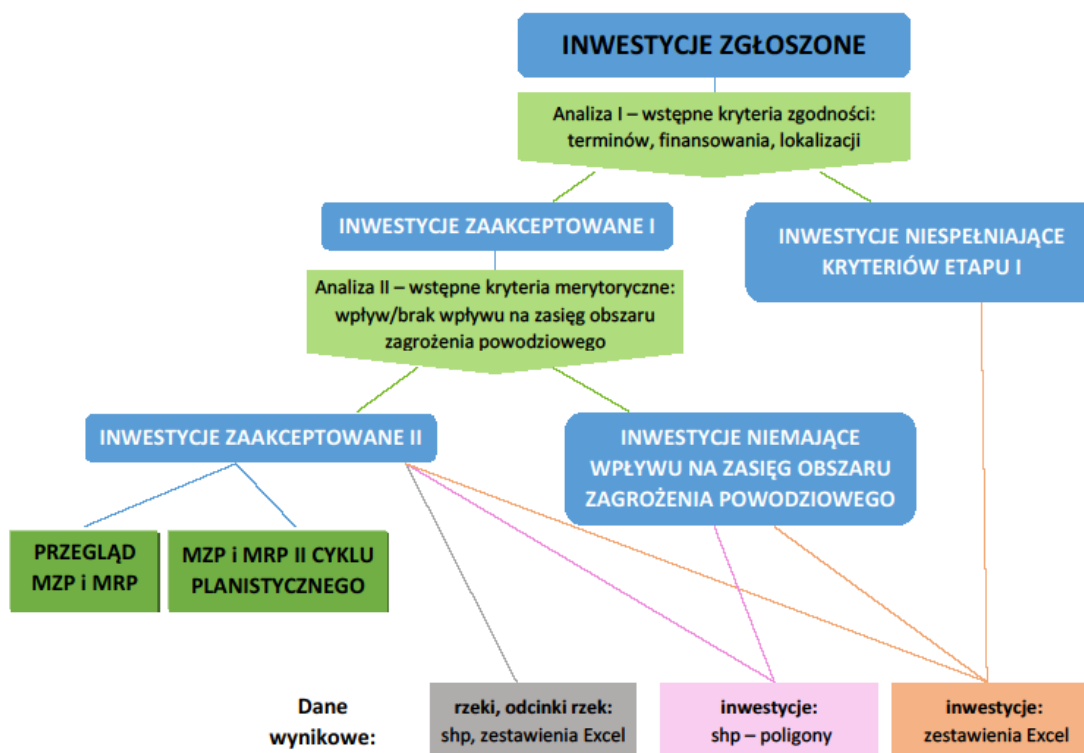 INWESTYCJE ZGŁOSZONE
Analiza I – wstępne kryteria zgodności:
terminów, finansowania, lokalizacji
INWESTYCJE ZAAKCEPTOWANE I
INWESTYCJE NIESPEŁNIAJĄCE
KRYTERIÓW ETAPU I
Analiza II – wstępne kryteria merytoryczne:
wpływ/brak wpływu na zasięg obszaru
zagrożenia powodziowego
INWESTYCJE ZAAKCEPTOWANE II
INWESTYCJE NIEMAJĄCE
WPŁYWU NA ZASIĘG OBSZARU
ZAGROŻENIA POWODZIOWEGO
PRZEGLĄD
MZP i MRP
MZP i MRP II CYKLU
PLANISTYCZNEGO
Dane
wynikowe:
rzeki, odcinki rzek:
shp, zestawienia Excel
inwestycje:
shp – poligony
inwestycje:
zestawienia Excel